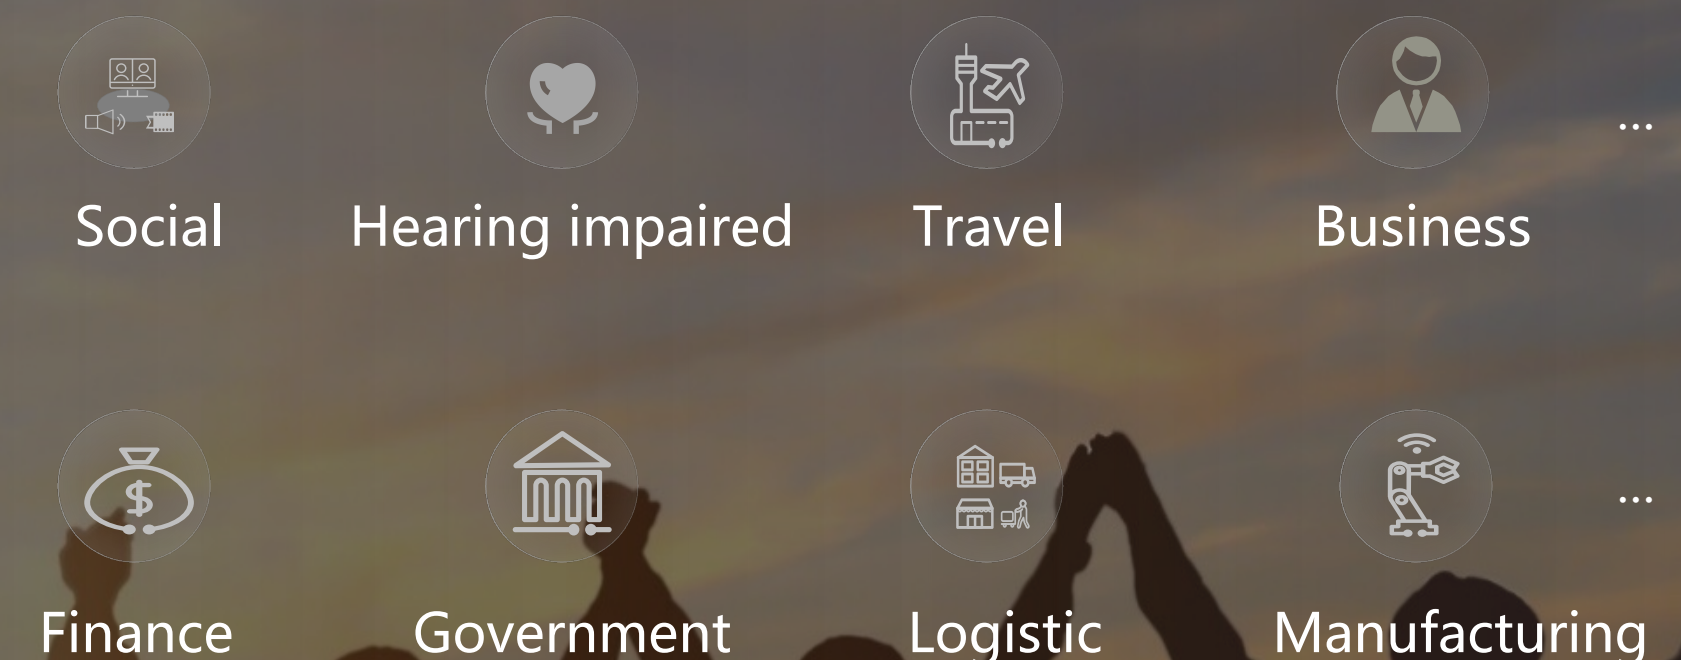 Social Hearing impaired Travel Business ...
$
...
Finance Government Logistic Manufacturing